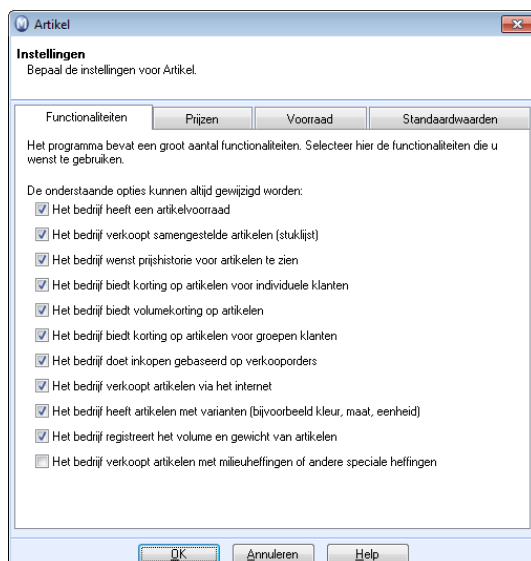 Artikel
Instellingen
Bepaal de instellingen voor Artikel.
Functionaliteiten
Prijzen
Voorraad
Standaardwaarden
Het programma bevat een groot aantal functionaliteiten. Selecteer hier de functionaliteiten die u
wenst te gebruiken.
De onderstaande opties kunnen altijd gewijzigd worden:
Het bedrijf heeft een artikelvoorraad
Het bedrijf verkoopt samengestelde artikelen (stuklijst)
Het bedrijf wenst prijshistorie voor artikelen te zien
Het bedrijf biedt korting op artikelen voor individuele klanten
Het bedrijf biedt volumekorting op artikelen
Het bedrijf biedt korting op artikelen voor groepen klanten
Het bedrijf doet inkopen gebaseerd op verkooporders
Het bedrijf verkoopt artikelen via het internet
Het bedrijf heeft artikelen met varianten (bijvoorbeeld kleur, maat, eenheid)
Het bedrijf registreert het volume en gewicht van artikelen
Het bedrijf verkoopt artikelen met milieuheffingen of andere speciale heffingen
OK
Annuleren
Help